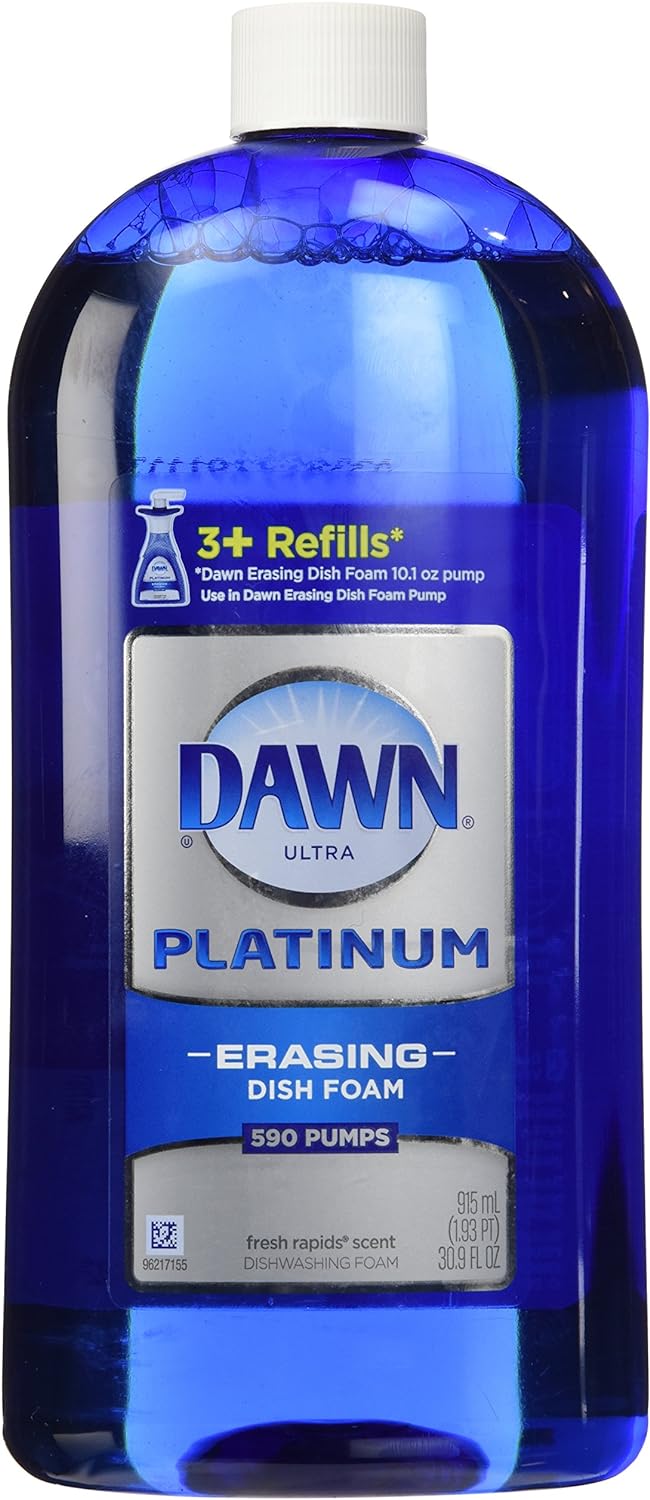 3+ Refills*
*Dawn Erasing Dish Foam 10.1 oz pump
Use in Dawn Erasing Dish Foam Pump
DAWN®
Ⓤ
ULTRA
PLATINUM
-ERASING-
DISH FOAM
590 PUMPS
915 mL
(1.93 PT)
30.9 FL OZ
fresh rapids® scent
DISHWASHING FOAM
96217155